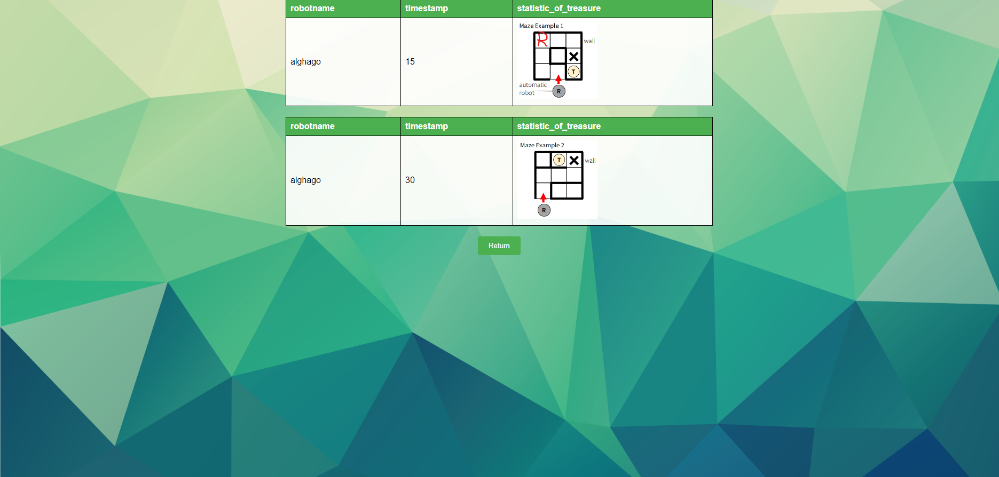 robotname timestamp statistic_of_treasure
Maze Example 1
R
wall
alghago 15
T
automatic
robot
R
robotname timestamp statistic_of_treasure
Maze Example 2
T
wall
alghago 30
R
Return